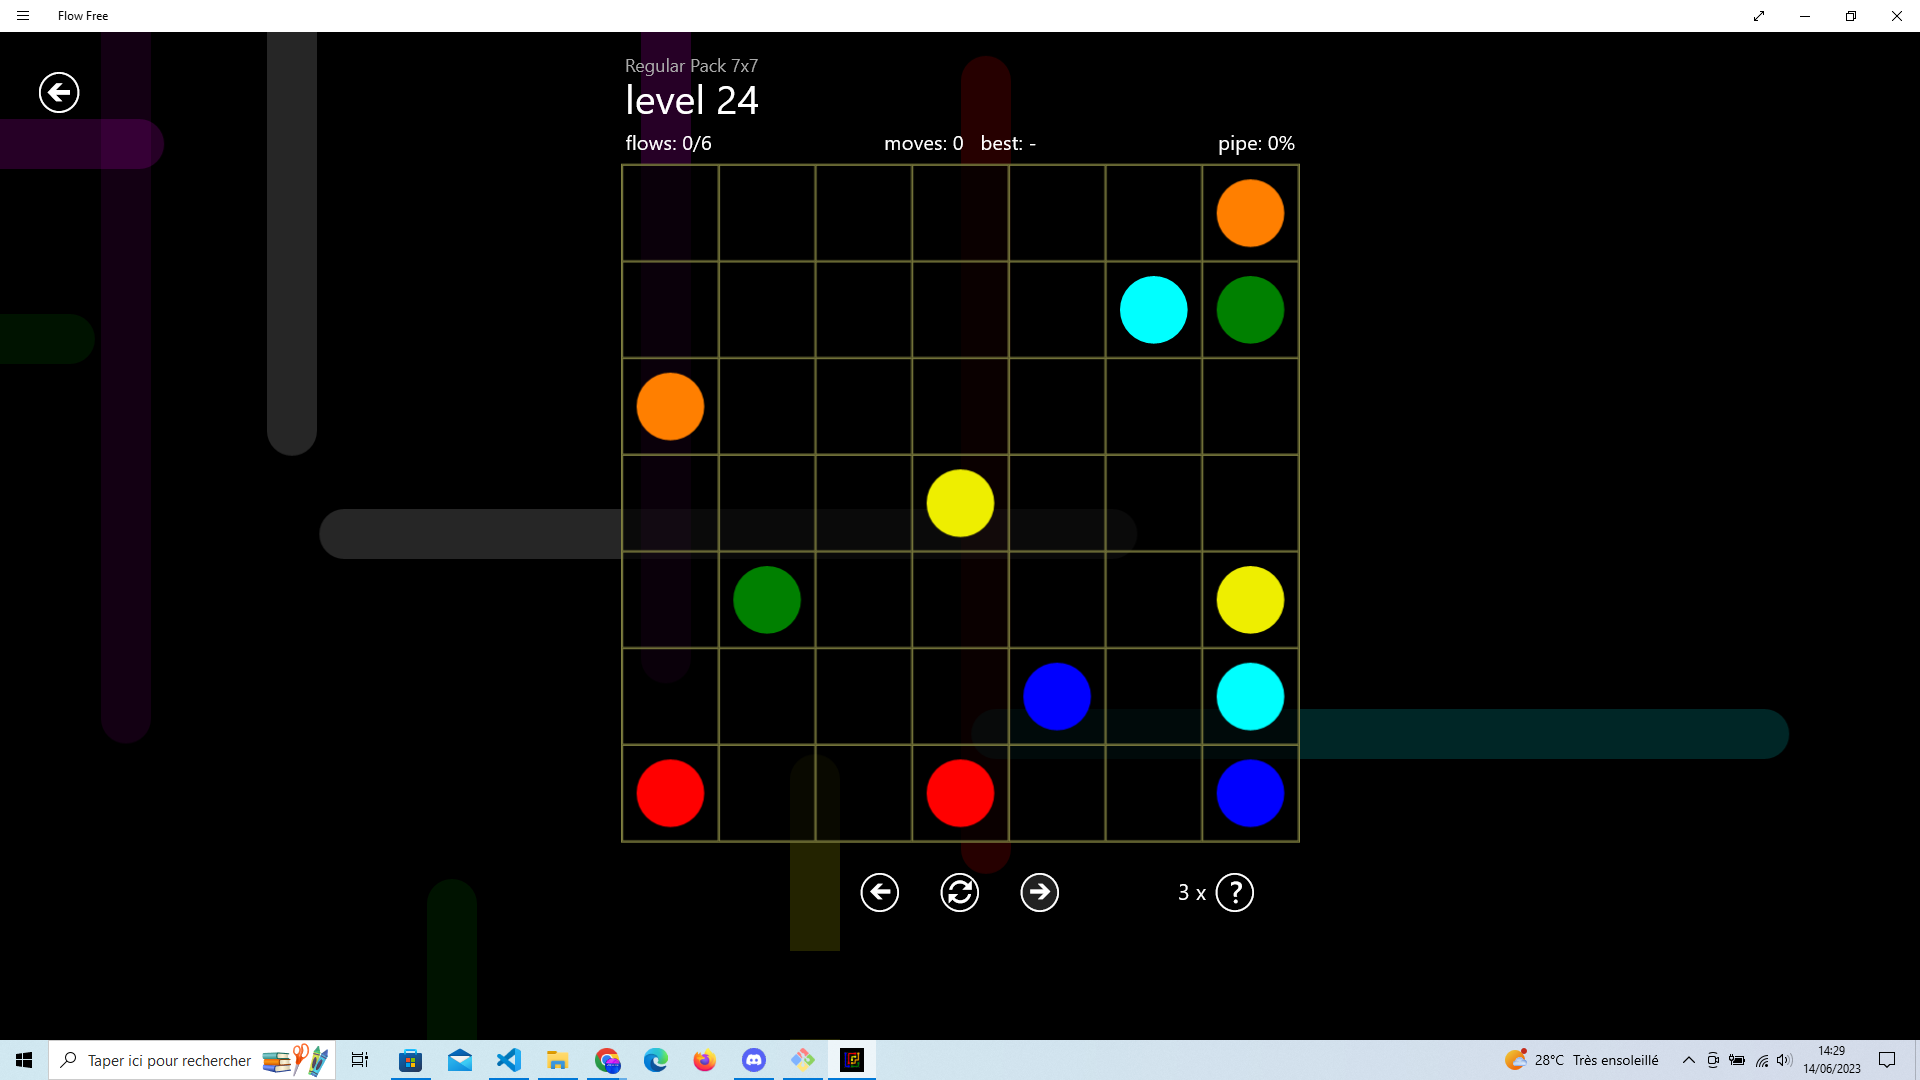 Flow Free
Regular Pack 7x7
level 24
flows: 0/6 moves: 0 best: - pipe: 0%
3 x ?
Taper ici pour rechercher
28°C Très ensoleillé
14:29
14/06/2023